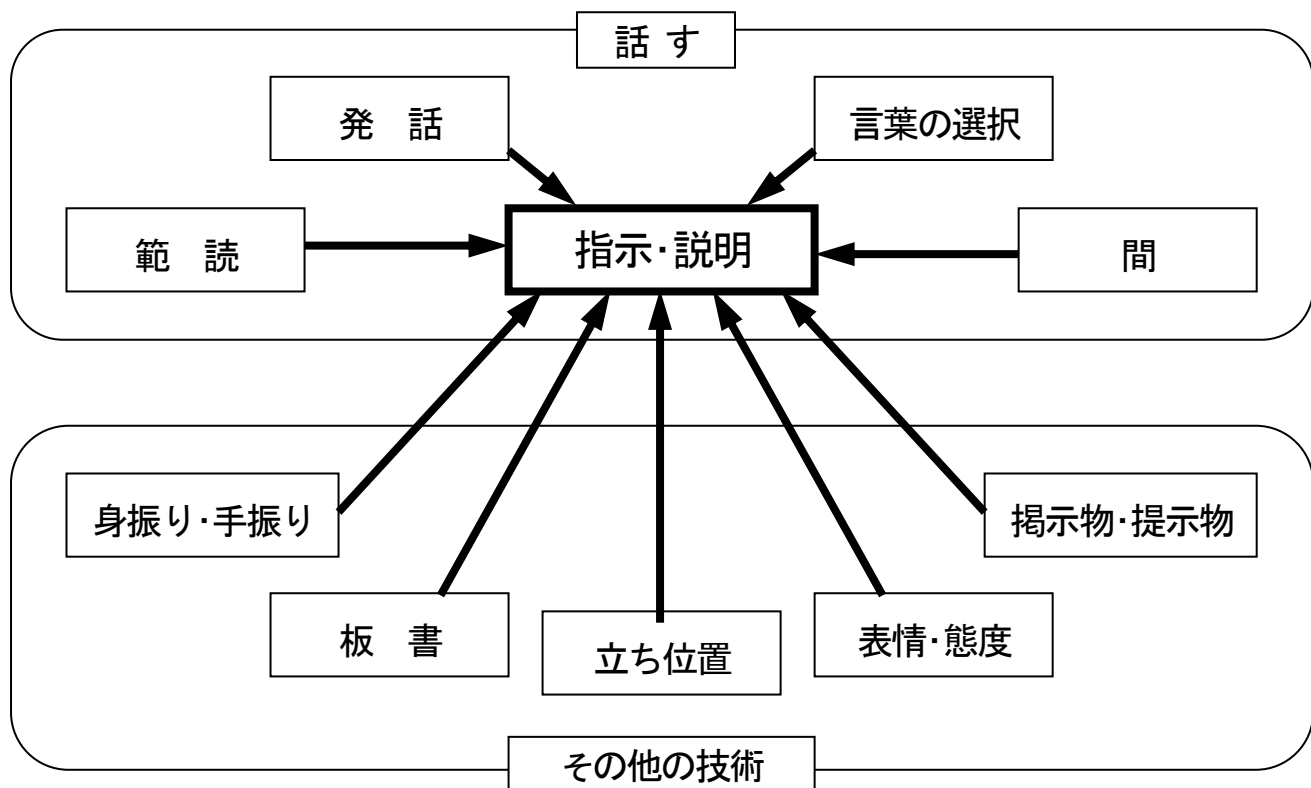 話 す
発　話
言葉の選択
範　読
指示・説明
間
身振り・手振り
掲示物・提示物
板　書
立ち位置
表情・態度
その他の技術